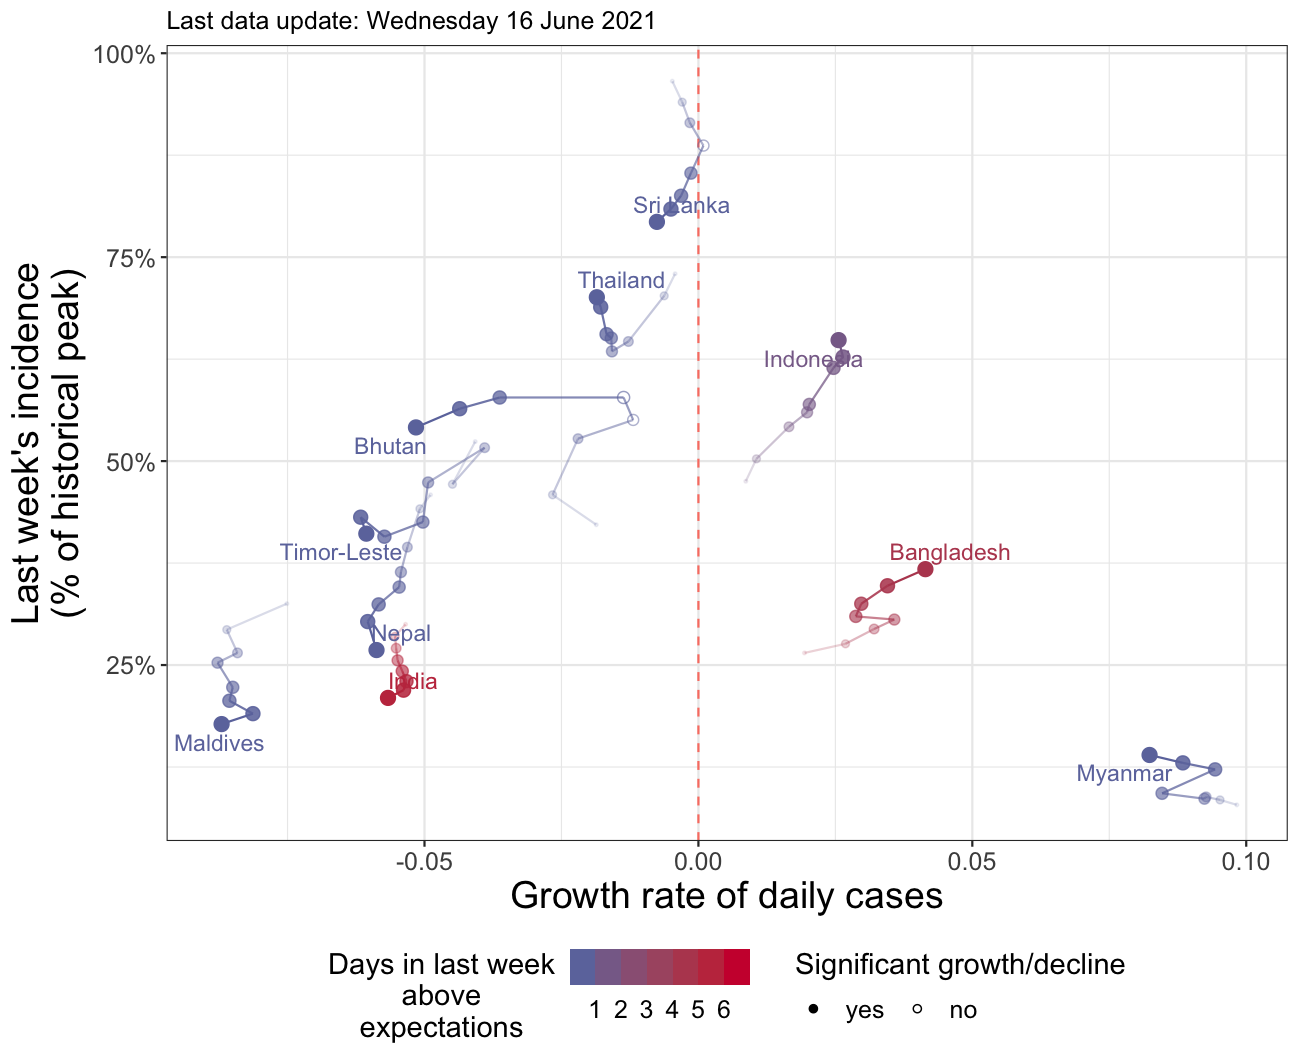 Last data update: Wednesday 16 June 2021
100%
75%
50%
25%
Last week's incidence
(% of historical peak)
Sri Lanka
Thailand
Indonesia
Bhutan
Timor-Leste
Bangladesh
Nepal
India
Maldives
Myanmar
-0.05
0.00
0.05
0.10
Growth rate of daily cases
Days in last week
above
expectations
1 2 3 4 5 6
Significant growth/decline
yes
no